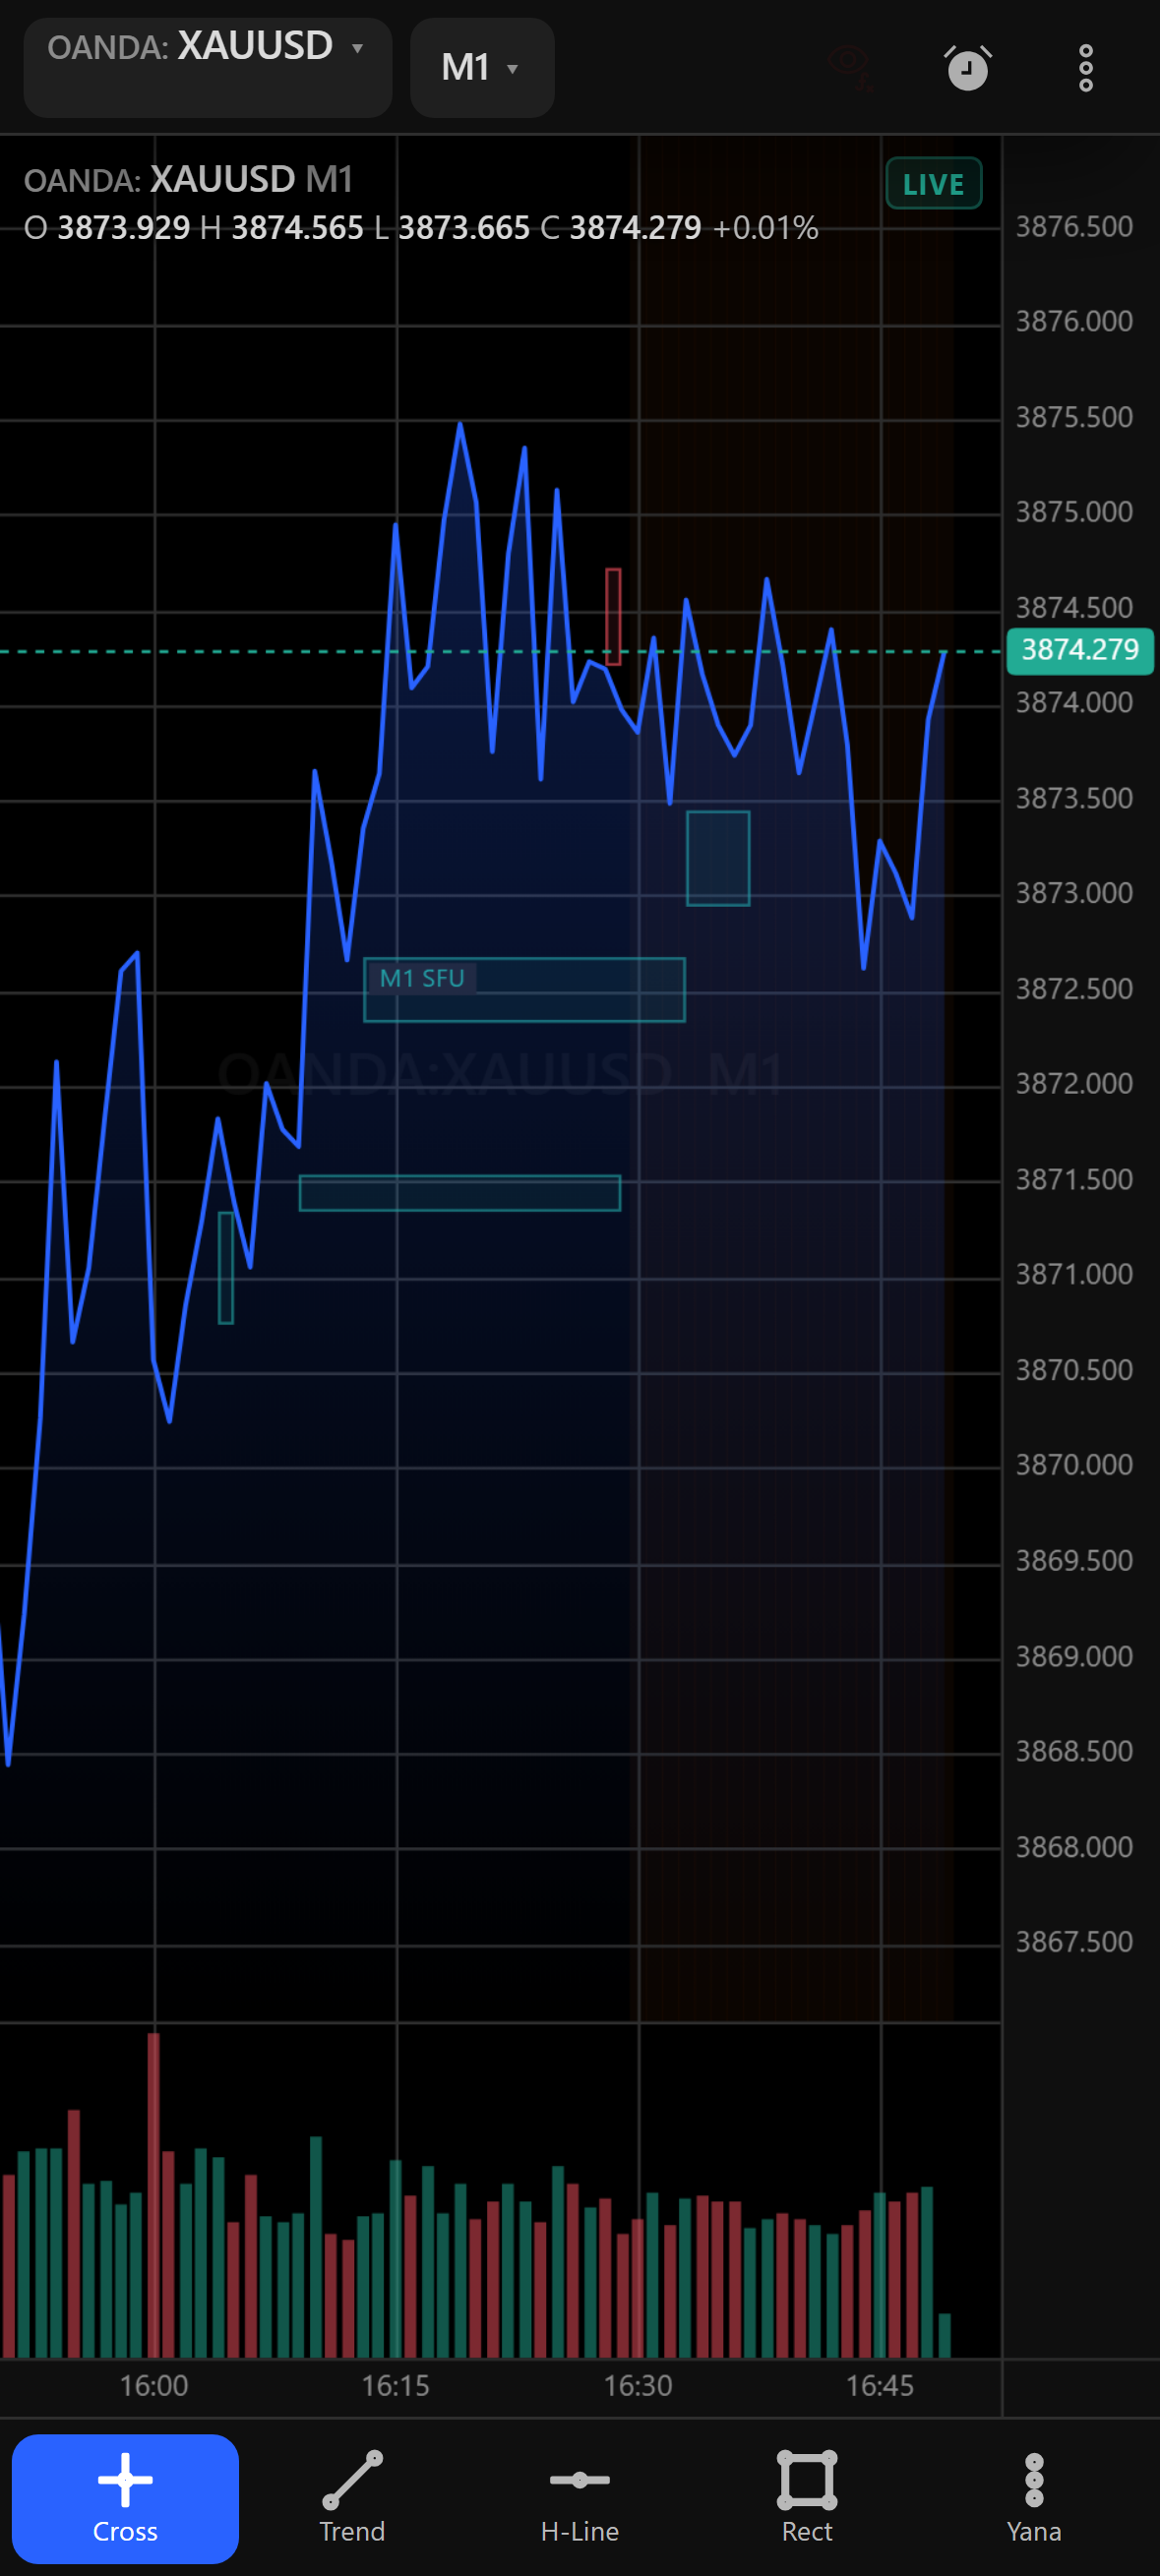 OANDA: XAUUSD ▾
M1 ▾
OANDA: XAUUSD M1
LIVE
O 3873.929 H 3874.565 L 3873.665 C 3874.279 +0.01%
3876.500
3876.000
3875.500
3875.000
3874.500
3874.279
3874.000
3873.500
3873.000
M1 SFU
3872.500
OANDA:XAUUSD M1
3872.000
3871.500
3871.000
3870.500
3870.000
3869.500
3869.000
3868.500
3868.000
3867.500
16:00 16:15 16:30 16:45
Cross Trend H-Line Rect Yana